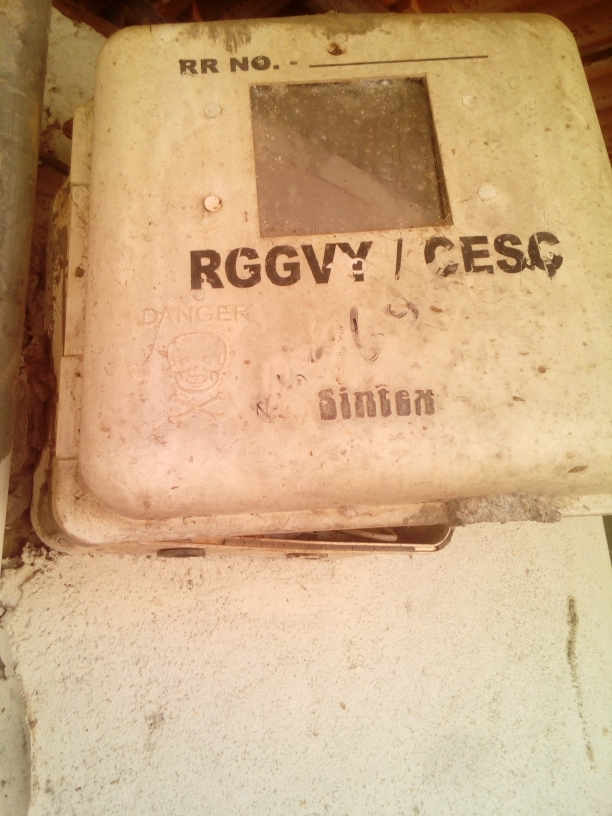 RR NO. -
RGGVY / CESC
DANGER
Sintex